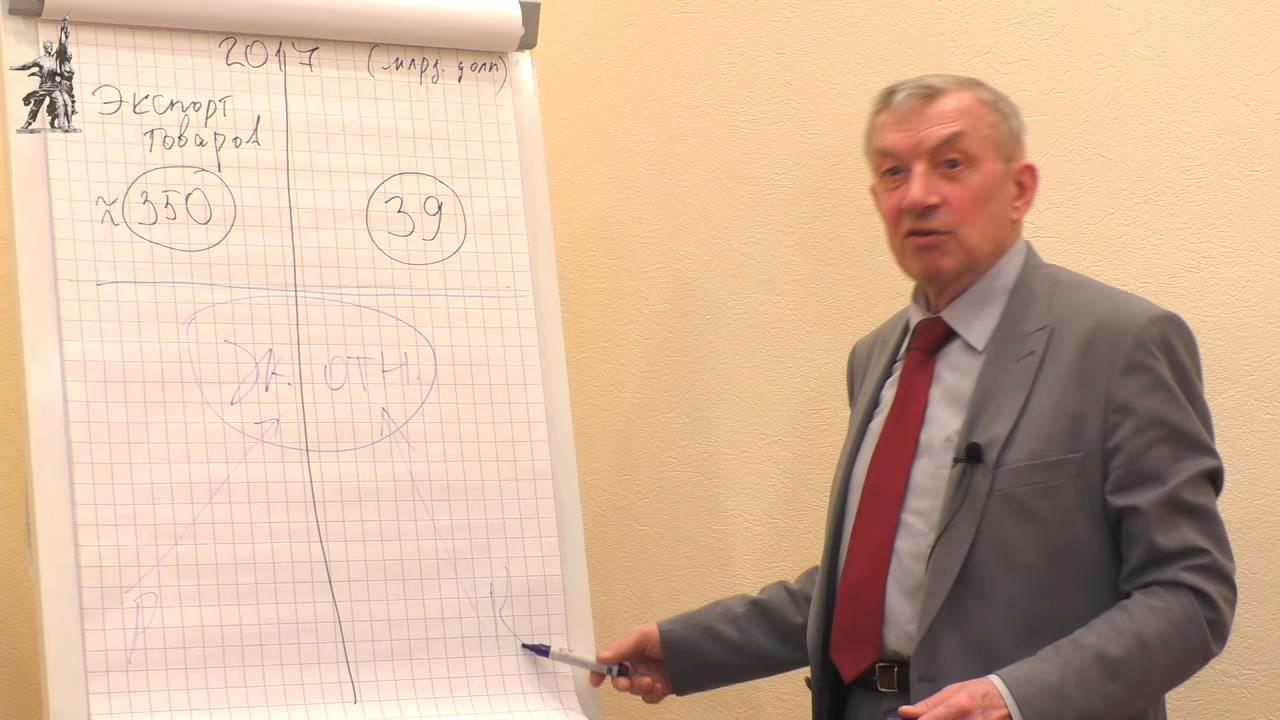 2017 (млрд. долл)
Экспорт
товаров
≈ 350 39
Эк. отн.
Р К